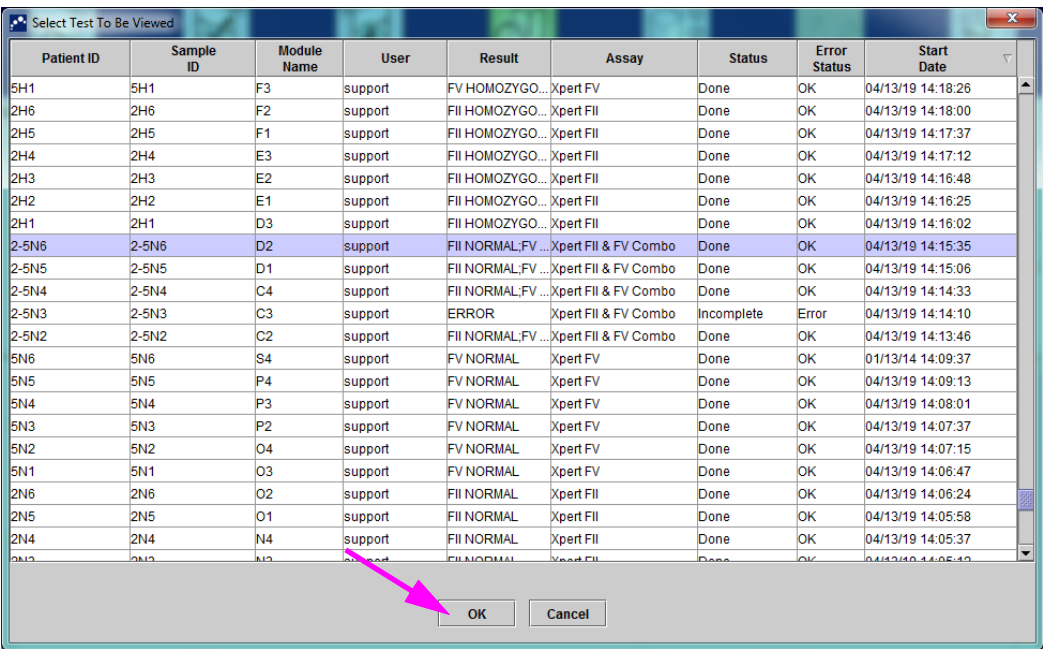 Select Test To Be Viewed
Patient ID Sample ID Module Name User Result Assay Status Error Status Start Date
5H1 5H1 F3 support FV HOMOZYGO... Xpert FV Done OK 04/13/19 14:18:26
2H6 2H6 F2 support FII HOMOZYGO... Xpert FII Done OK 04/13/19 14:18:00
2H5 2H5 F1 support FII HOMOZYGO... Xpert FII Done OK 04/13/19 14:17:37
2H4 2H4 E3 support FII HOMOZYGO... Xpert FII Done OK 04/13/19 14:17:12
2H3 2H3 E2 support FII HOMOZYGO... Xpert FII Done OK 04/13/19 14:16:48
2H2 2H2 E1 support FII HOMOZYGO... Xpert FII Done OK 04/13/19 14:16:25
2H1 2H1 D3 support FII HOMOZYGO... Xpert FII Done OK 04/13/19 14:16:02
2-5N6 2-5N6 D2 support FII NORMAL;FV ... Xpert FII & FV Combo Done OK 04/13/19 14:15:35
2-5N5 2-5N5 D1 support FII NORMAL;FV ... Xpert FII & FV Combo Done OK 04/13/19 14:15:06
2-5N4 2-5N4 C4 support FII NORMAL;FV ... Xpert FII & FV Combo Done OK 04/13/19 14:14:33
2-5N3 2-5N3 C3 support ERROR Xpert FII & FV Combo Incomplete Error 04/13/19 14:14:10
2-5N2 2-5N2 C2 support FII NORMAL;FV ... Xpert FII & FV Combo Done OK 04/13/19 14:13:46
5N6 5N6 S4 support FV NORMAL Xpert FV Done OK 01/13/14 09:37
5N5 5N5 P4 support FV NORMAL Xpert FV Done OK 04/13/19 14:09:13
5N4 5N4 P3 support FV NORMAL Xpert FV Done OK 04/13/19 14:08:01
5N3 5N3 P2 support FV NORMAL Xpert FV Done OK 04/13/19 14:07:37
5N2 5N2 O4 support FV NORMAL Xpert FV Done OK 04/13/19 14:07:15
5N1 5N1 O3 support FV NORMAL Xpert FV Done OK 04/13/19 14:06:47
2N6 2N6 O2 support FII NORMAL Xpert FII Done OK 04/13/19 14:06:24
2N5 2N5 O1 support FII NORMAL Xpert FII Done OK 04/13/19 14:05:58
2N4 2N4 N4 support FII NORMAL Xpert FII Done OK 04/13/19 14:05:37
OK Cancel